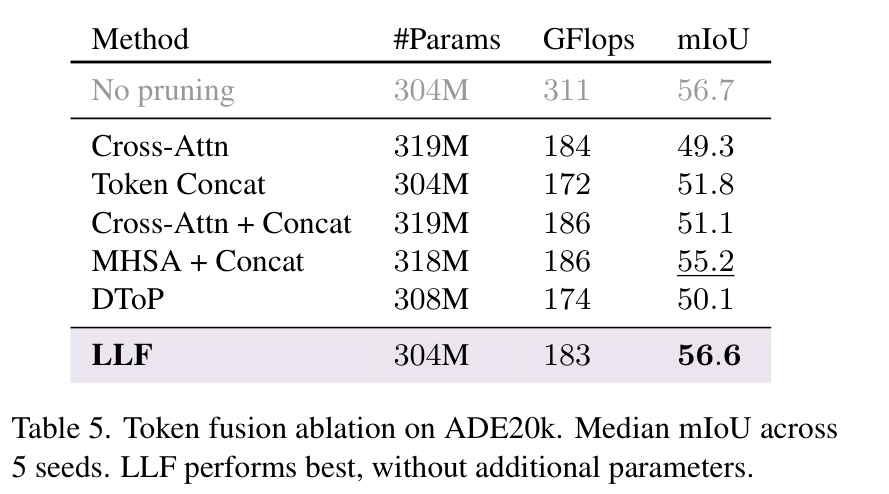 Method #Params GFlops mIoU
No pruning 304M 311 56.7
Cross-Attn 319M 184 49.3
Token Concat 304M 172 51.8
Cross-Attn + Concat 319M 186 51.1
MHSA + Concat 318M 186 55.2
DToP 308M 174 50.1
LLF 304M 183 56.6
Table 5. Token fusion ablation on ADE20k. Median mIoU across
5 seeds. LLF performs best, without additional parameters.